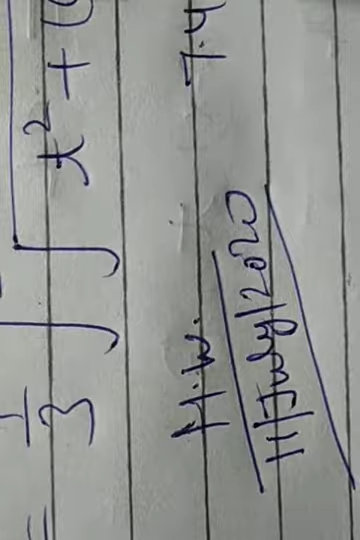 = 1/3 ∫ ∫ x² + (
H.W. 7.4
11/July/2020